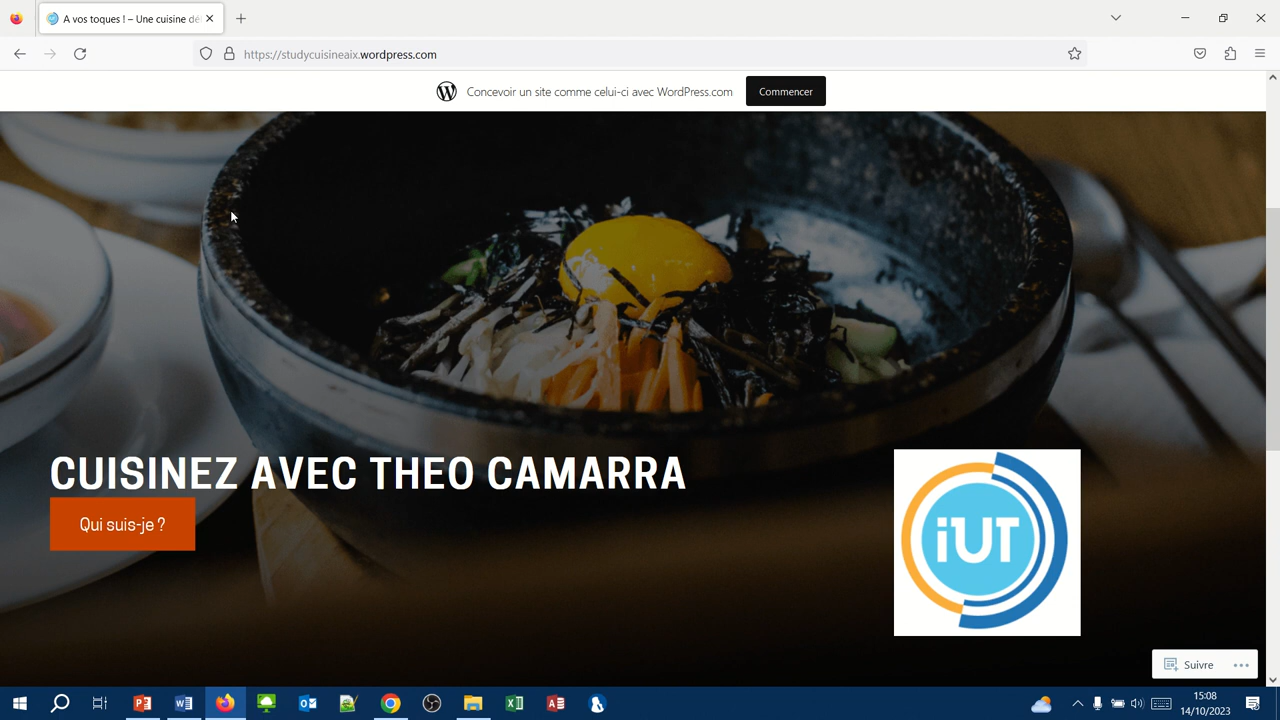 A vos toques ! – Une cuisine dé
https://studycuisineaix.wordpress.com
Concevoir un site comme celui-ci avec WordPress.com
Commencer
CUISINEZ AVEC THEO CAMARRA
Qui suis-je ?
iUT
Suivre
15:08
14/10/2023